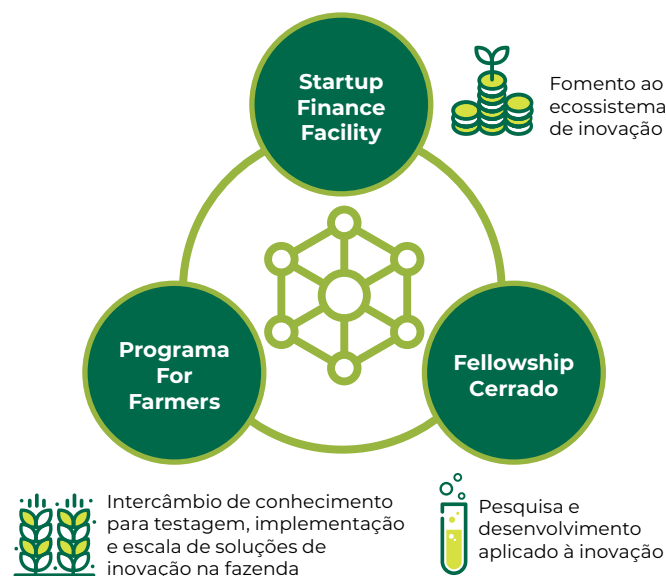 Startup
Finance
Facility
Fomento ao
ecossistema
de inovação
Programa
For
Farmers
Fellowship
Cerrado
Intercâmbio de conhecimento
para testagem, implementação
e escala de soluções de
inovação na fazenda
Pesquisa e
desenvolvimento
aplicado à inovação